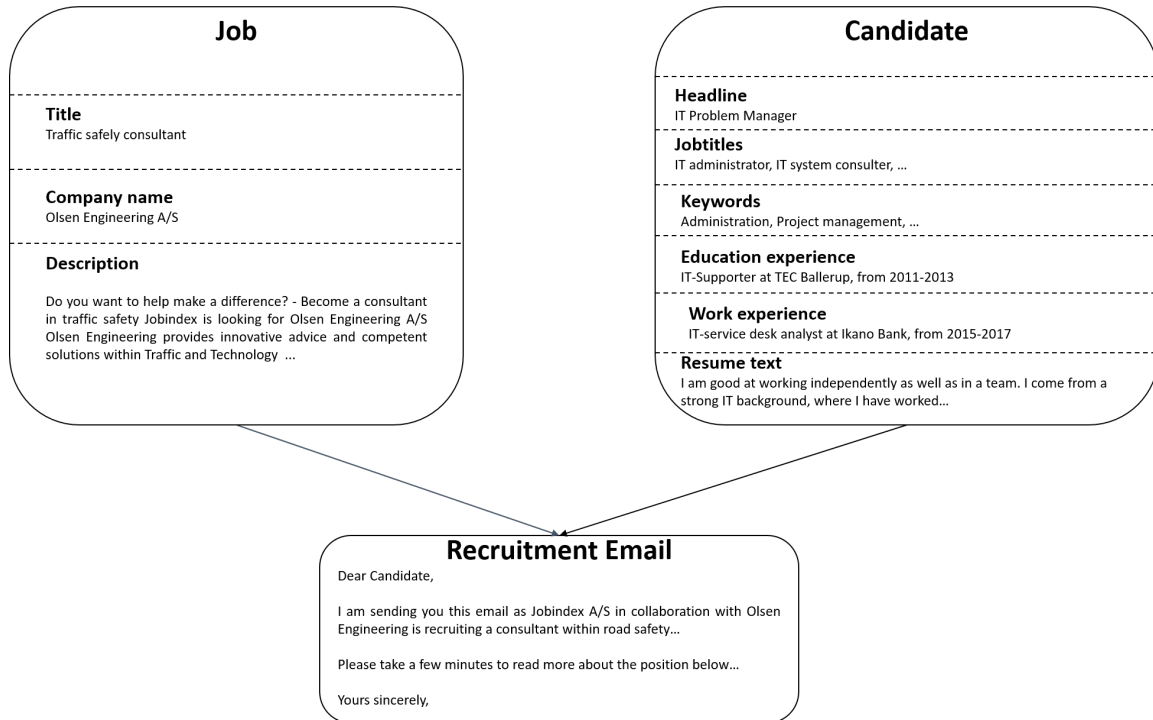 Job
Title
Traffic safely consultant
Company name
Olsen Engineering A/S
Description
Do you want to help make a difference? - Become a consultant
in traffic safety Jobindex is looking for Olsen Engineering A/S
Olsen Engineering provides innovative advice and competent
solutions within Traffic and Technology ...
Candidate
Headline
IT Problem Manager
Jobtitles
IT administrator, IT system consulter, ...
Keywords
Administration, Project management, ...
Education experience
IT-Supporter at TEC Ballerup, from 2011-2013
Work experience
IT-service desk analyst at Ikano Bank, from 2015-2017
Resume text
I am good at working independently as well as in a team. I come from a
strong IT background, where I have worked...
Recruitment Email
Dear Candidate,
I am sending you this email as Jobindex A/S in collaboration with Olsen
Engineering is recruiting a consultant within road safety...
Please take a few minutes to read more about the position below...
Yours sincerely,